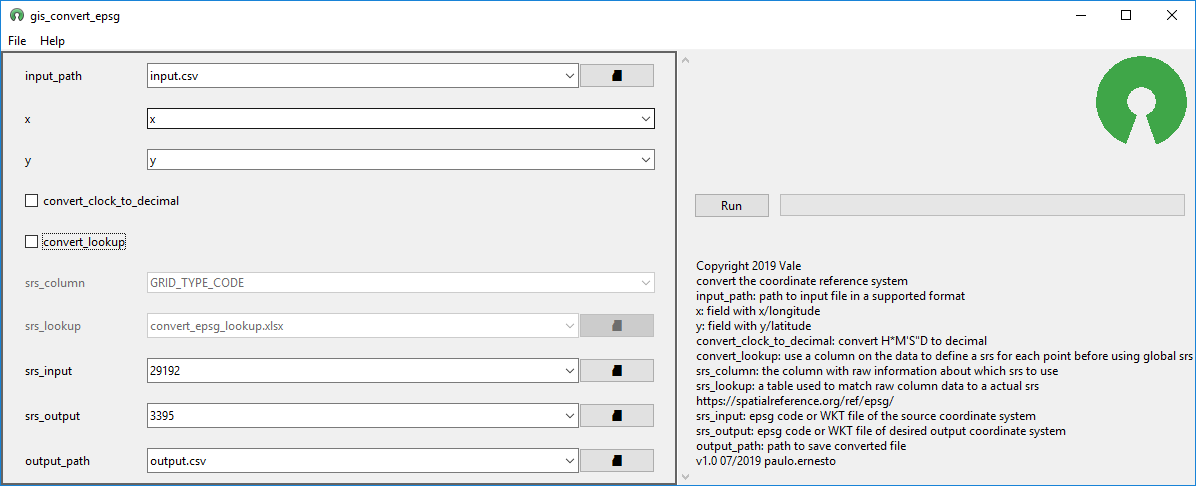 gis_convert_epsg
File Help
input_path input.csv
x x
y y
convert_clock_to_decimal
convert_lookup
srs_column GRID_TYPE_CODE
srs_lookup convert_epsg_lookup.xlsx
srs_input 29192
srs_output 3395
output_path output.csv
Run
Copyright 2019 Vale
convert the coordinate reference system
input_path: path to input file in a supported format
x: field with x/longitude
y: field with y/latitude
convert_clock_to_decimal: convert H*M'S"D to decimal
convert_lookup: use a column on the data to define a srs for each point before using global srs
srs_column: the column with raw information about which srs to use
srs_lookup: a table used to match raw column data to a actual srs
https://spatialreference.org/ref/epsg/
srs_input: epsg code or WKT file of the source coordinate system
srs_output: epsg code or WKT file of desired output coordinate system
output_path: path to save converted file
v1.0 07/2019 paulo.ernesto